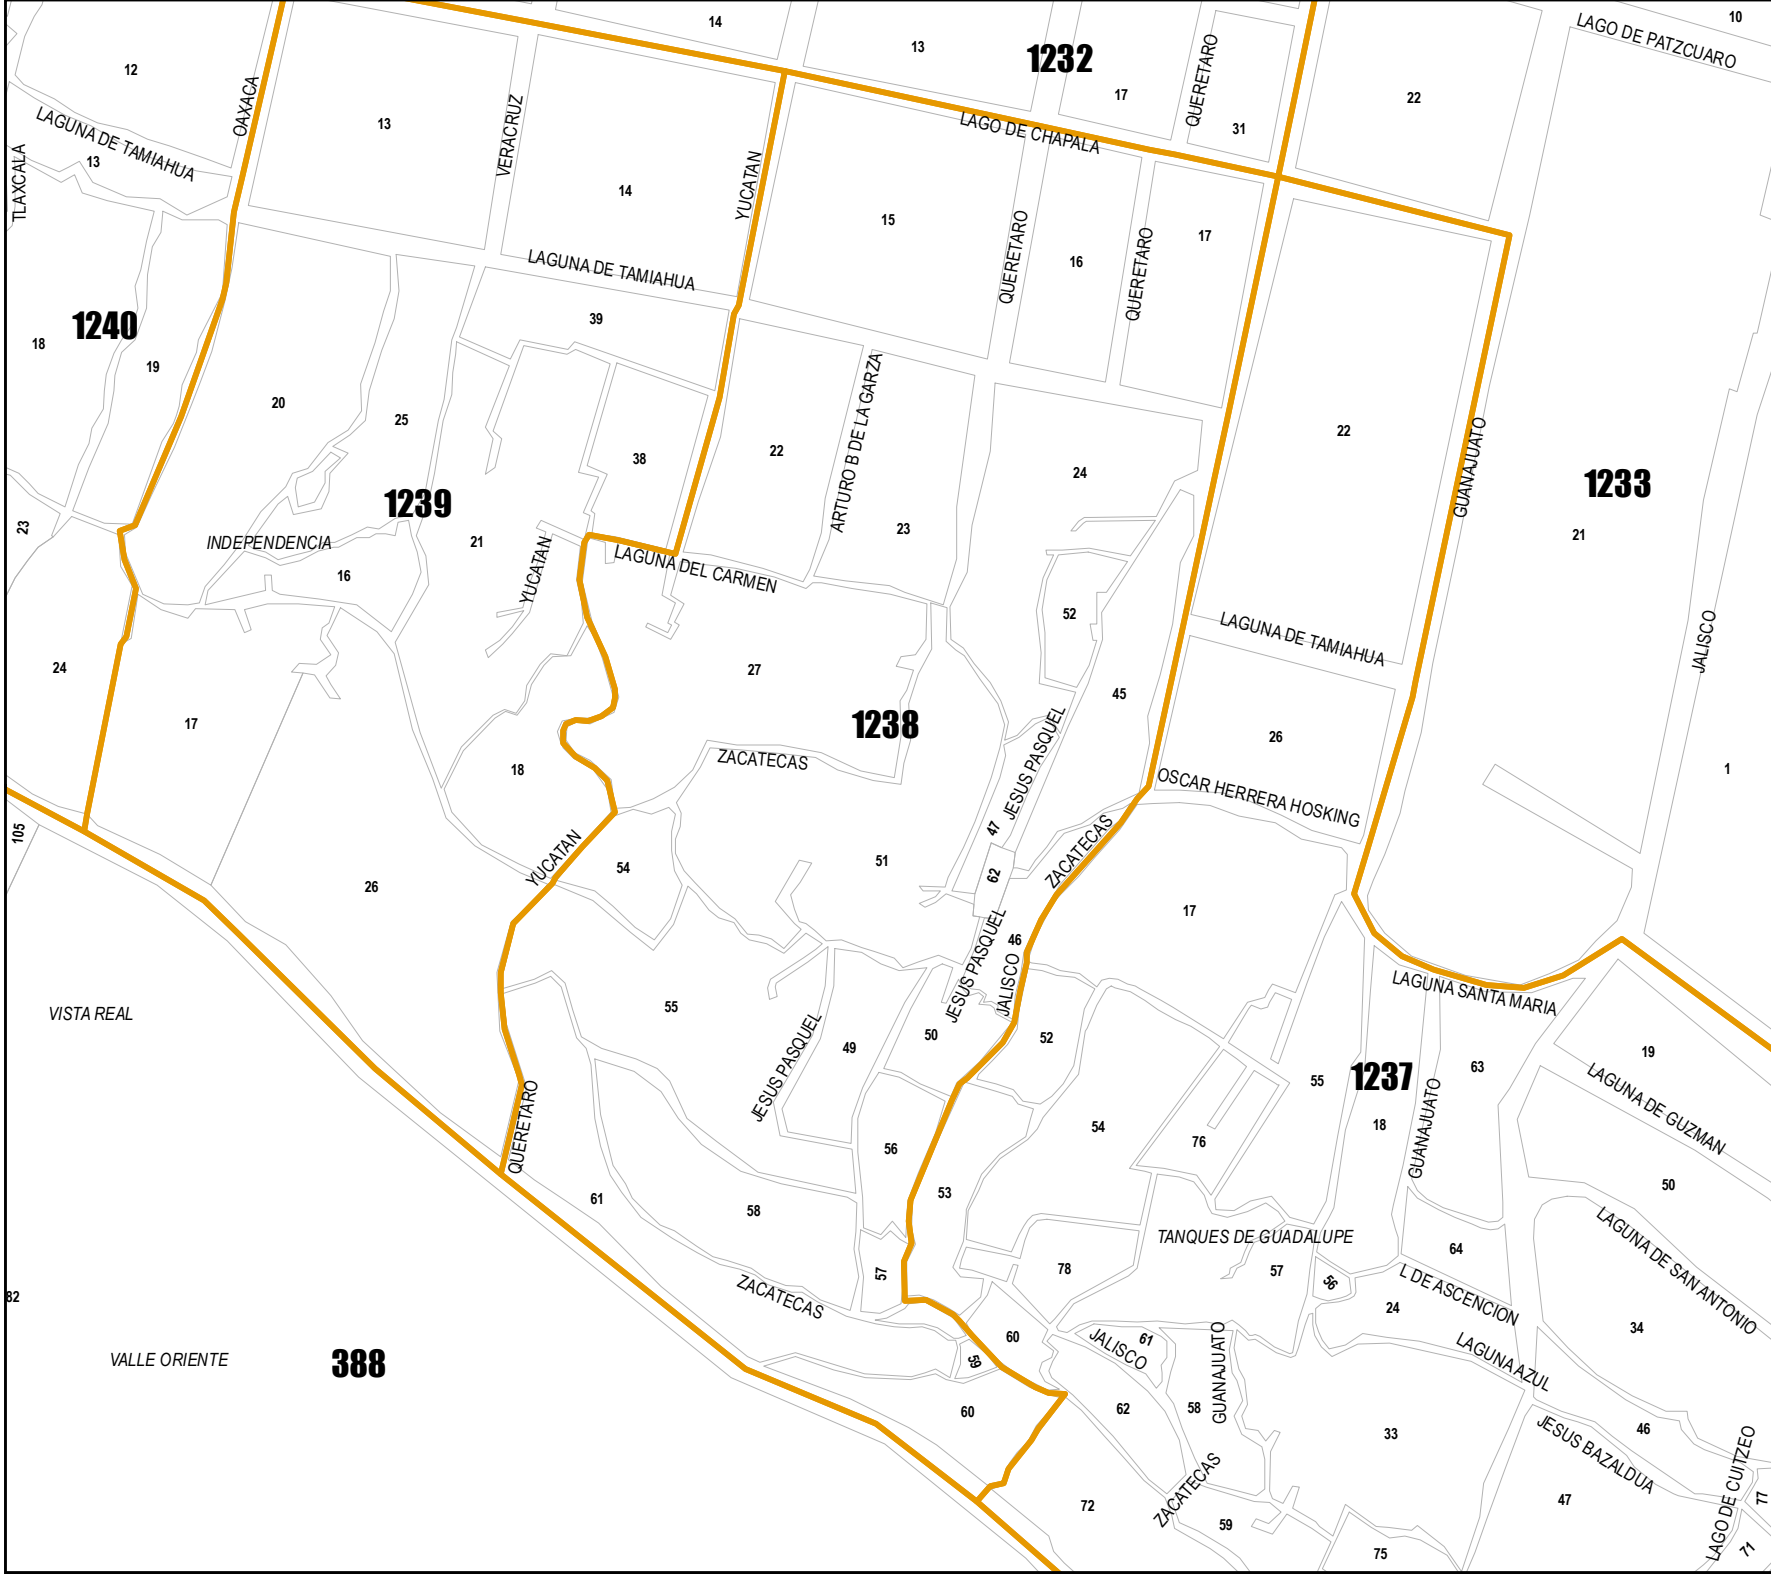 14
10
LAGO DE PATZCUARO
13
1232
12
17
QUERETARO
22
OAXACA
13
VERACRUZ
LAGUNA DE TAMIAHUA
31
LAGO DE CHAPALA
13
TLAXCALA
14
YUCATAN
15
QUERETARO
16
QUERETARO
17
LAGUNA DE TAMIAHUA
39
1240
18
19
20
25
38
22
ARTURO B DE LA GARZA
24
22
GUANAJUATO
1233
21
1239
23
21
23
INDEPENDENCIA
YUCATAN
LAGUNA DEL CARMEN
16
52
LAGUNA DE TAMIAHUA
JALISCO
24
27
45
17
1238
JESUS PASQUEL
26
18
ZACATECAS
1
OSCAR HERRERA HOSKING
105
47
ZACATECAS
YUCATAN
54
51
62
26
17
46
JESUS PASQUEL
JALISCO
LAGUNA SANTA MARIA
VISTA REAL
55
50
52
49
JESUS PASQUEL
19
63
1237
55
LAGUNA DE GUZMAN
QUERETARO
GUANAJUATO
18
54
76
56
50
53
61
58
TANQUES DE GUADALUPE
LAGUNA DE SAN ANTONIO
64
78
57
57
56
L DE ASCENCION
82
ZACATECAS
24
34
60
61
JALISCO
GUANAJUATO
LAGUNA AZUL
VALLE ORIENTE
388
59
60
62
58
33
46
JESUS BAZALDUA
LAGO DE CUITZEO
ZACATECAS
72
47
77
59
75
71